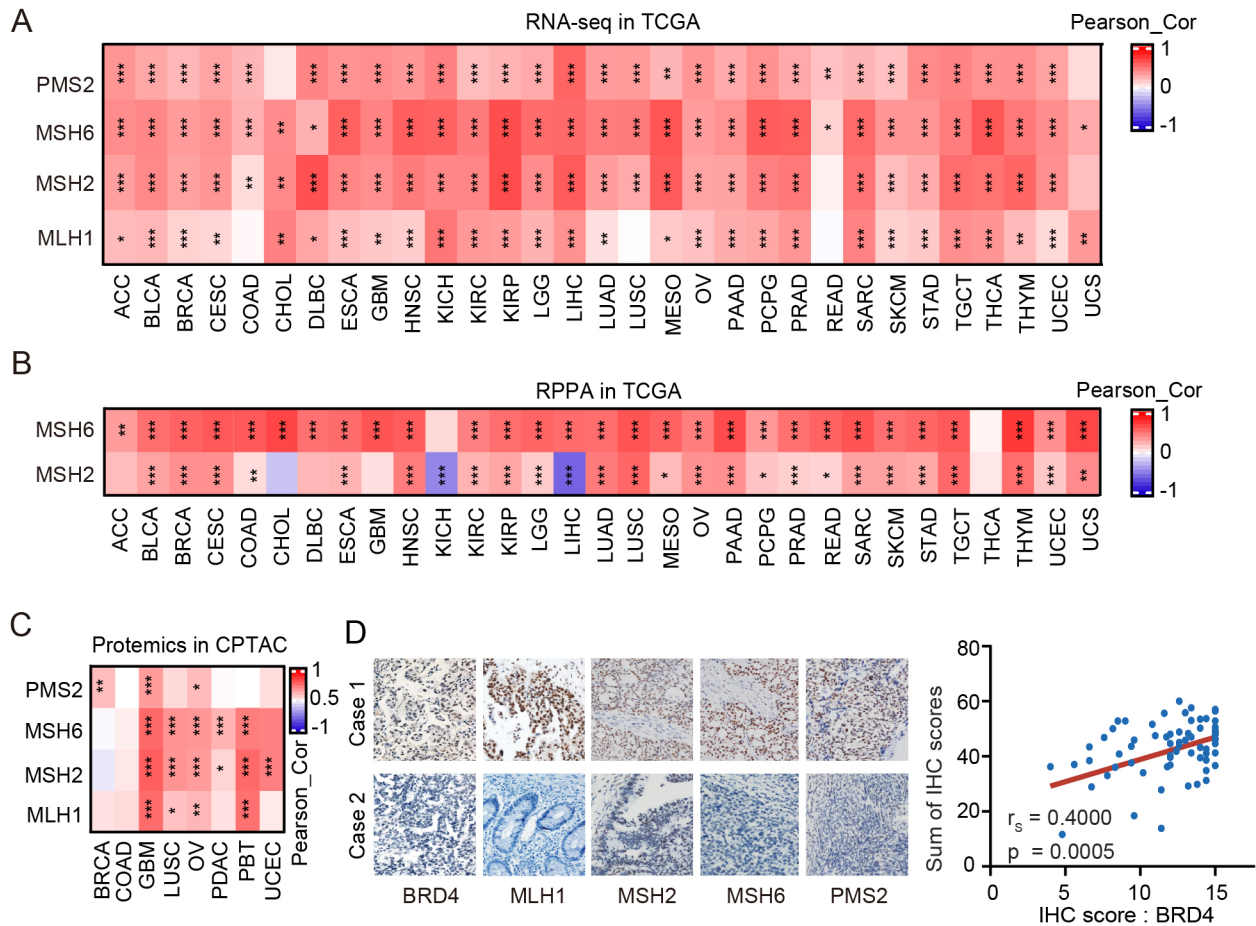 A
RNA-seq in TCGA
Pearson_Cor
PMS2 *** *** *** *** *** *** *** *** *** *** *** *** *** *** *** *** ** *** *** *** *** ** *** *** *** *** *** *** ***
MSH6 *** *** *** *** *** ** * *** *** *** *** *** *** *** *** *** *** *** *** *** *** *** * *** *** *** *** *** *** *** *
MSH2 *** *** *** *** ** ** *** *** *** *** *** *** *** *** *** *** *** *** *** *** *** *** *** *** *** *** *** *** ***
MLH1 * *** *** ** ** * *** ** *** *** *** *** *** *** ** * *** *** *** *** *** *** *** *** *** ** *** **
1
0
-1
ACC BLCA BRCA CESC COAD CHOL DLBC ESCA GBM HNSC KICH KIRC KIRP LGG LIHC LUAD LUSC MESO OV PAAD PCPG PRAD READ SARC SKCM STAD TGCT THCA THYM UCEC UCS
B
RPPA in TCGA
Pearson_Cor
MSH6 ** *** *** *** *** *** *** *** *** *** *** *** *** *** *** *** *** *** *** *** *** *** *** *** *** *** *** *** ***
MSH2 *** *** *** ** *** *** *** *** *** *** *** *** *** * *** *** * *** * *** *** *** *** *** *** **
1
0
-1
ACC BLCA BRCA CESC COAD CHOL DLBC ESCA GBM HNSC KICH KIRC KIRP LGG LIHC LUAD LUSC MESO OV PAAD PCPG PRAD READ SARC SKCM STAD TGCT THCA THYM UCEC UCS
C
Protemics in CPTAC
PMS2 ** *** *
MSH6 *** *** *** *** ***
MSH2 *** *** *** * *** ***
MLH1 *** * ** ***
1
0.5
-1
Pearson_Cor
BRCA COAD GBM LUSC OV PDAC PBT UCEC
D
Case 1
Case 2
BRD4 MLH1 MSH2 MSH6 PMS2
Sum of IHC scores
80
60
40
20
0
rs = 0.4000
p = 0.0005
0 5 10 15
IHC score : BRD4